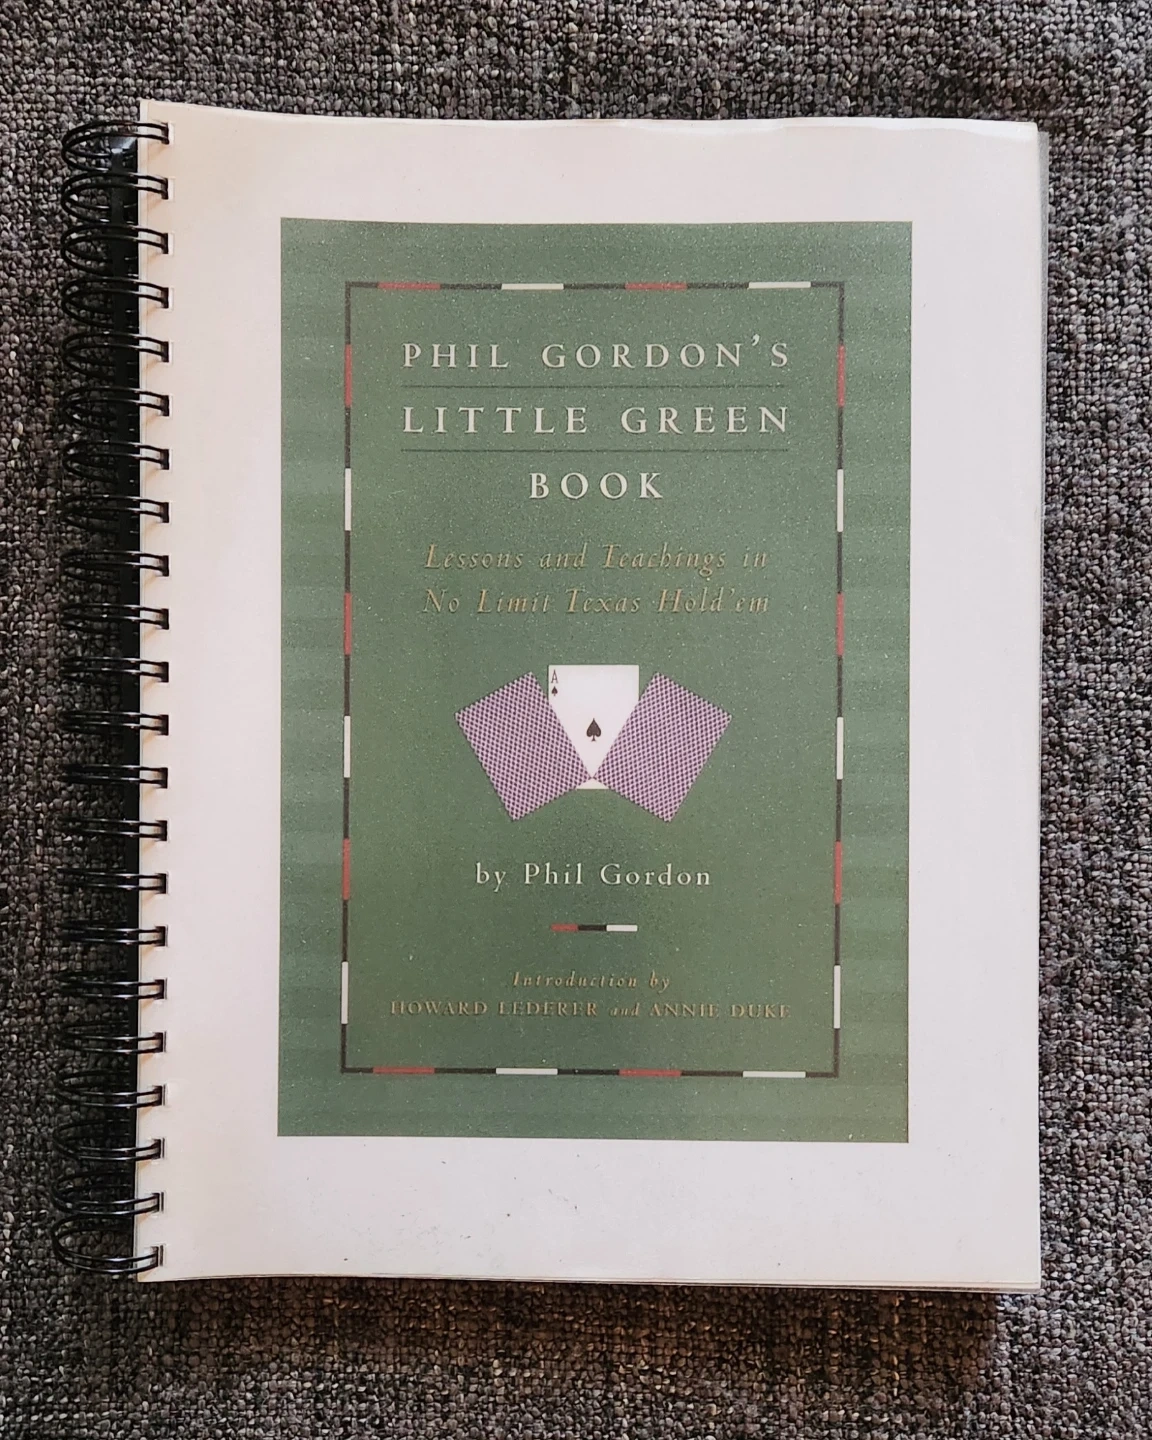 PHIL GORDON'S
LITTLE GREEN
BOOK
Lessons and Teachings in
No Limit Texas Hold'em
A
by Phil Gordon
Introduction by
HOWARD LEDERER and ANNIE DUKE